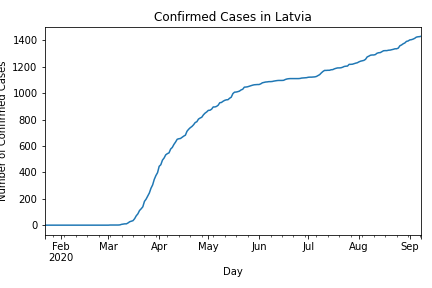 Confirmed Cases in Latvia
Number of Confirmed Cases
1400
1200
1000
800
600
400
200
0
Feb Mar Apr May Jun Jul Aug Sep
2020
Day